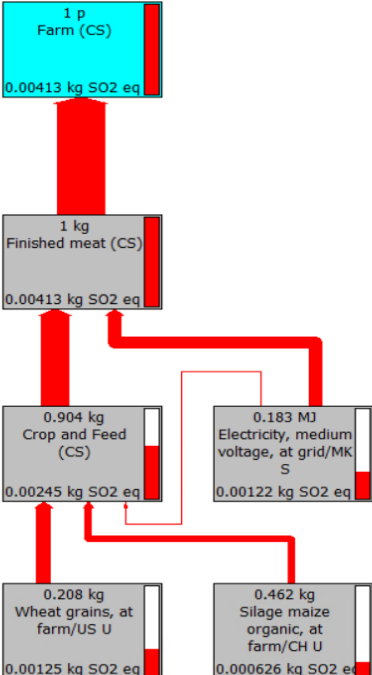 1 p
Farm (CS)
0.00413 kg SO2 eq
1 kg
Finished meat (CS)
0.00413 kg SO2 eq
0.904 kg
Crop and Feed
(CS)
0.00245 kg SO2 eq
0.183 MJ
Electricity, medium
voltage, at grid/MK
S
0.00122 kg SO2 eq
0.208 kg
Wheat grains, at
farm/US U
0.00125 kg SO2 eq
0.462 kg
Silage maize
organic, at
farm/CH U
0.000626 kg SO2 eq